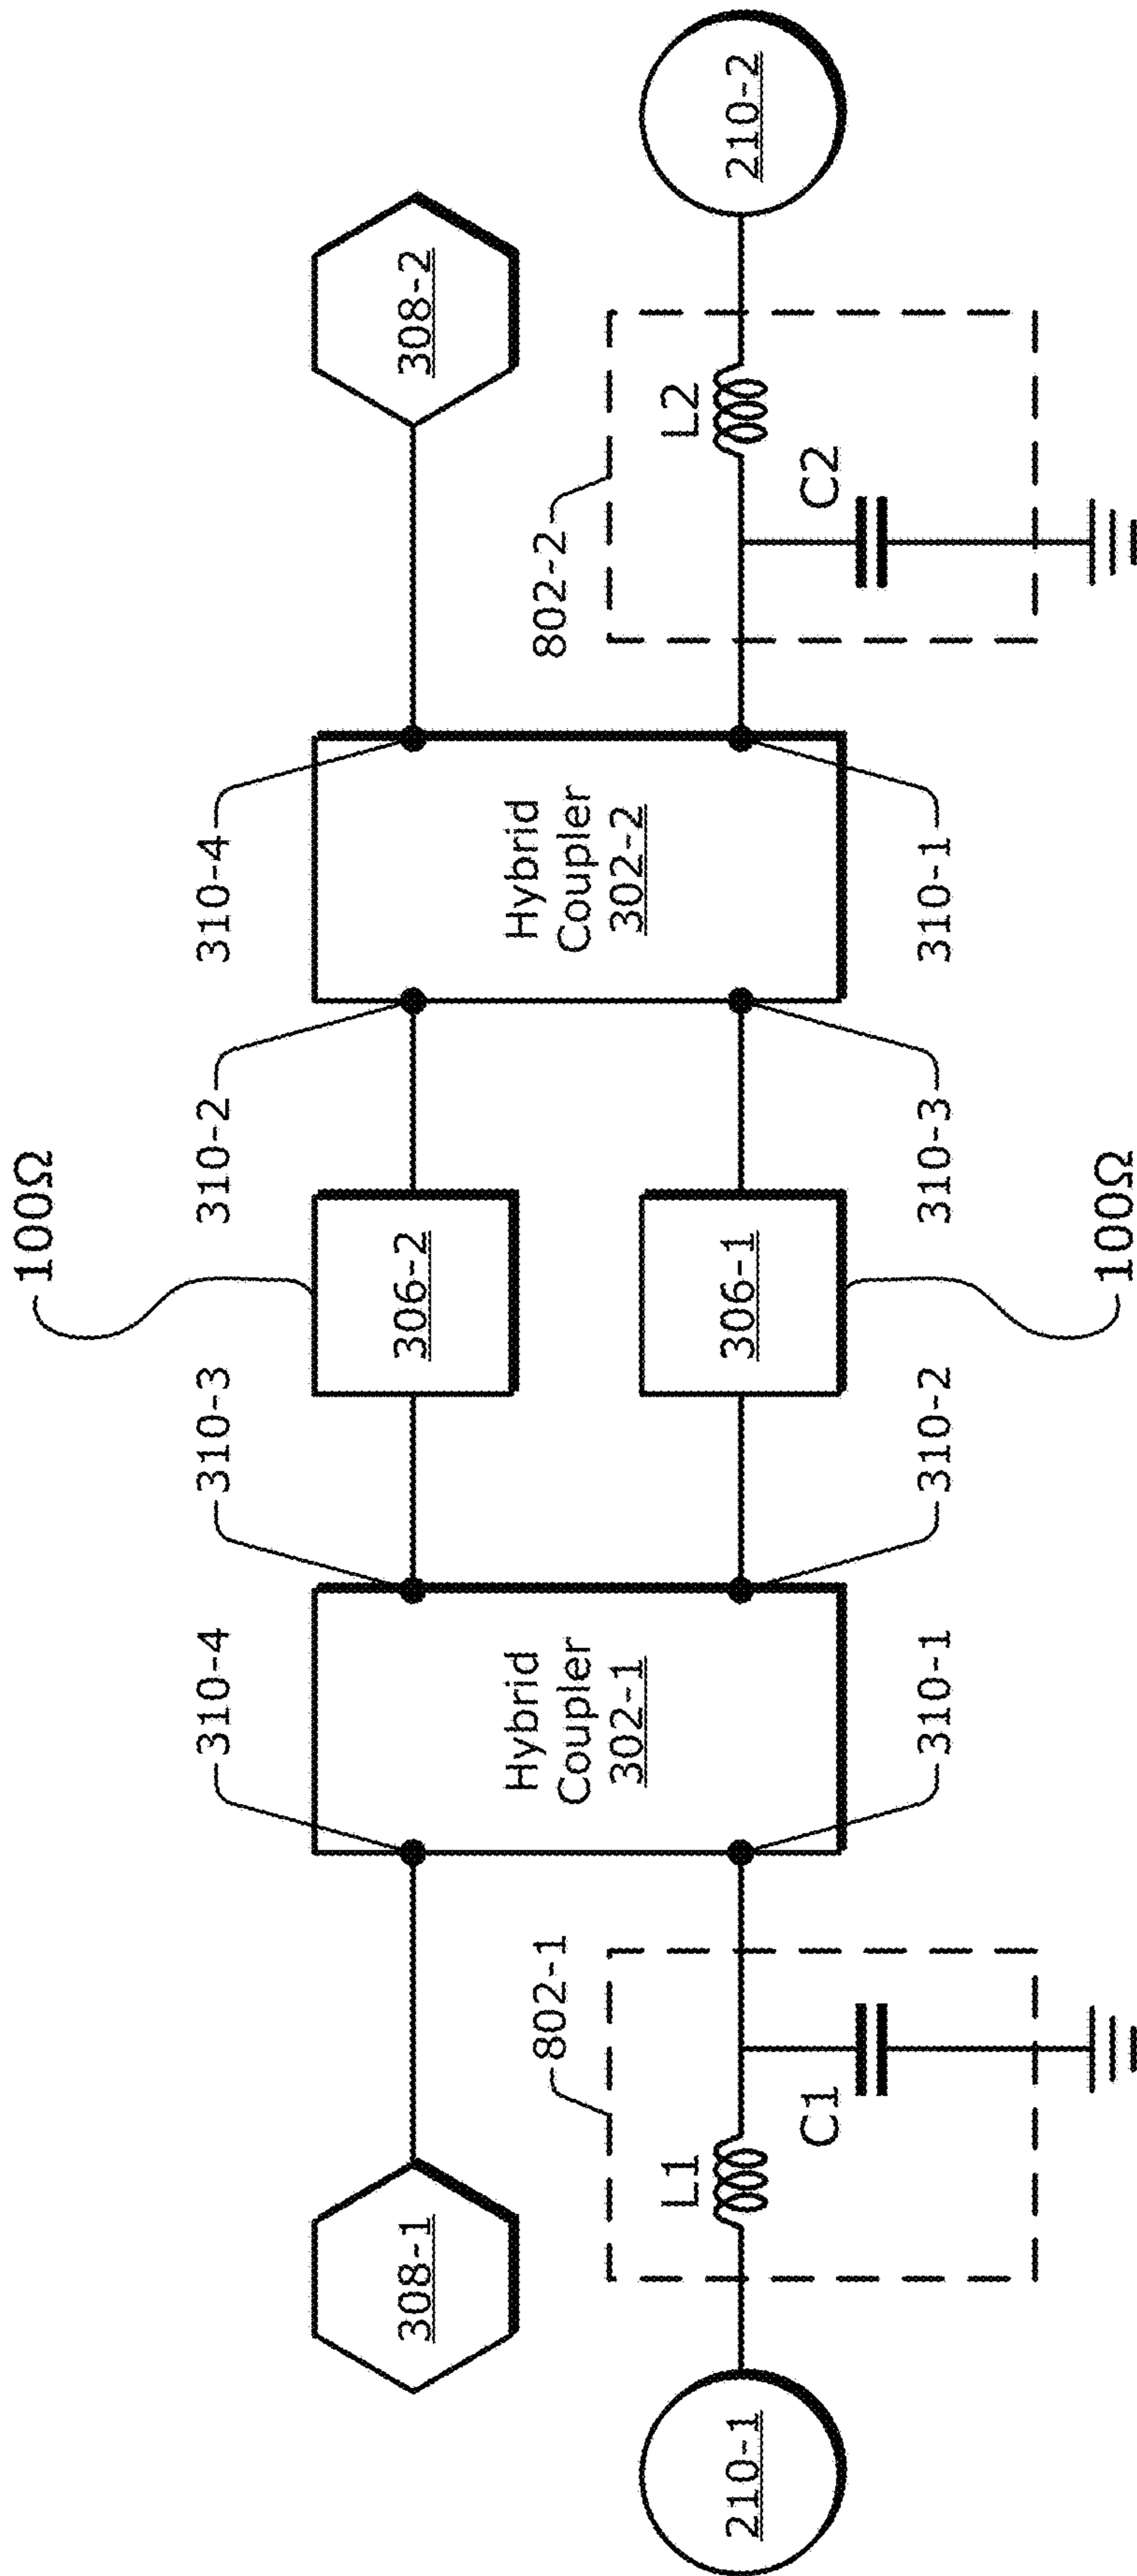 100Ω
310-4
310-3
310-2
310-4
308-1
Hybrid
Coupler
302-1
306-2
Hybrid
Coupler
302-2
308-2
802-1
802-2
L1
C1
306-1
L2
C2
210-1
210-2
310-1
310-2
310-3
310-1
100Ω